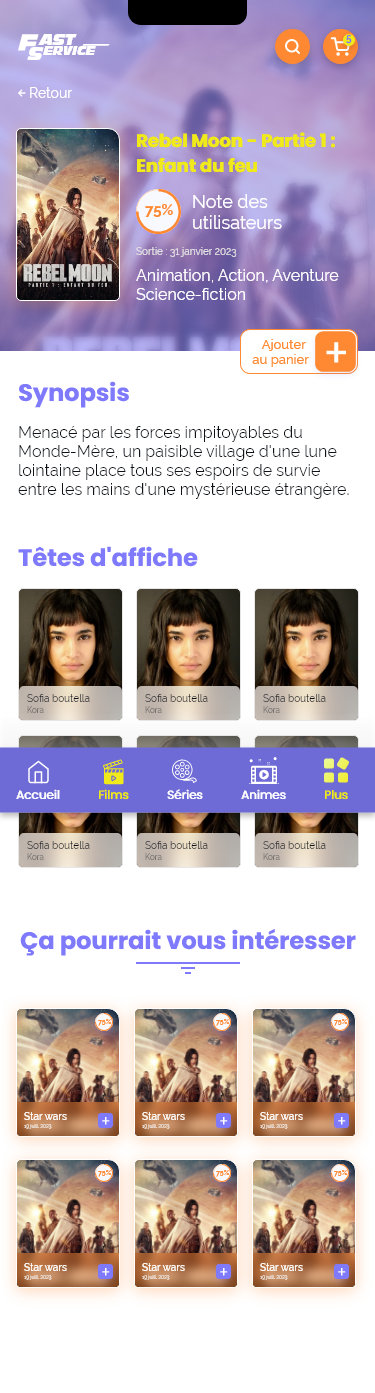 FAST
SERVICE
5
Retour
Rebel Moon - Partie 1 :
Enfant du feu
75%
Note des
utilisateurs
Sortie : 31 janvier 2023
Animation, Action, Aventure
Science-fiction
REBEL MOON
PARTIE 1 : ENFANT DU FEU
Ajouter
au panier
Synopsis
Menacé par les forces impitoyables du
Monde-Mère, un paisible village d'une lune
lointaine place tous ses espoirs de survie
entre les mains d'une mystérieuse étrangère.
Têtes d'affiche
Sofia boutella
Kora
Sofia boutella
Kora
Sofia boutella
Kora
Accueil
Films
Séries
Animes
Plus
Sofia boutella
Kora
Sofia boutella
Kora
Sofia boutella
Kora
Ça pourrait vous intéresser
75%
Star wars
19 juil. 2023
75%
Star wars
19 juil. 2023
75%
Star wars
19 juil. 2023
75%
Star wars
19 juil. 2023
75%
Star wars
19 juil. 2023
75%
Star wars
19 juil. 2023